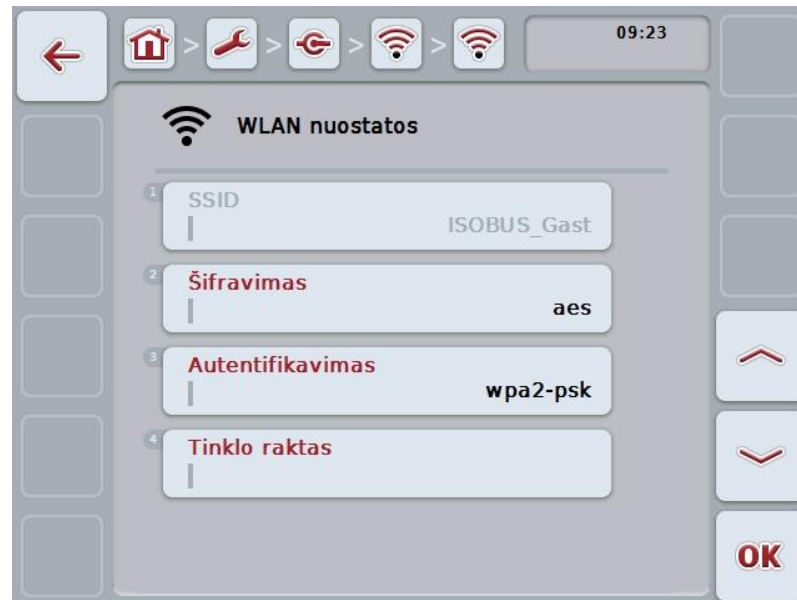 > > > > 09:23
WLAN nuostatos
1 SSID
ISOBUS_Gast
2 Šifravimas
aes
3 Autentifikavimas
wpa2-psk
4 Tinklo raktas
OK